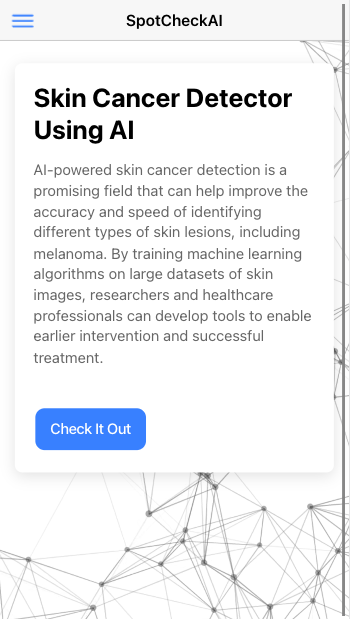 SpotCheckAI
Skin Cancer Detector
Using AI
AI-powered skin cancer detection is a
promising field that can help improve the
accuracy and speed of identifying
different types of skin lesions, including
melanoma. By training machine learning
algorithms on large datasets of skin
images, researchers and healthcare
professionals can develop tools to enable
earlier intervention and successful
treatment.
Check It Out